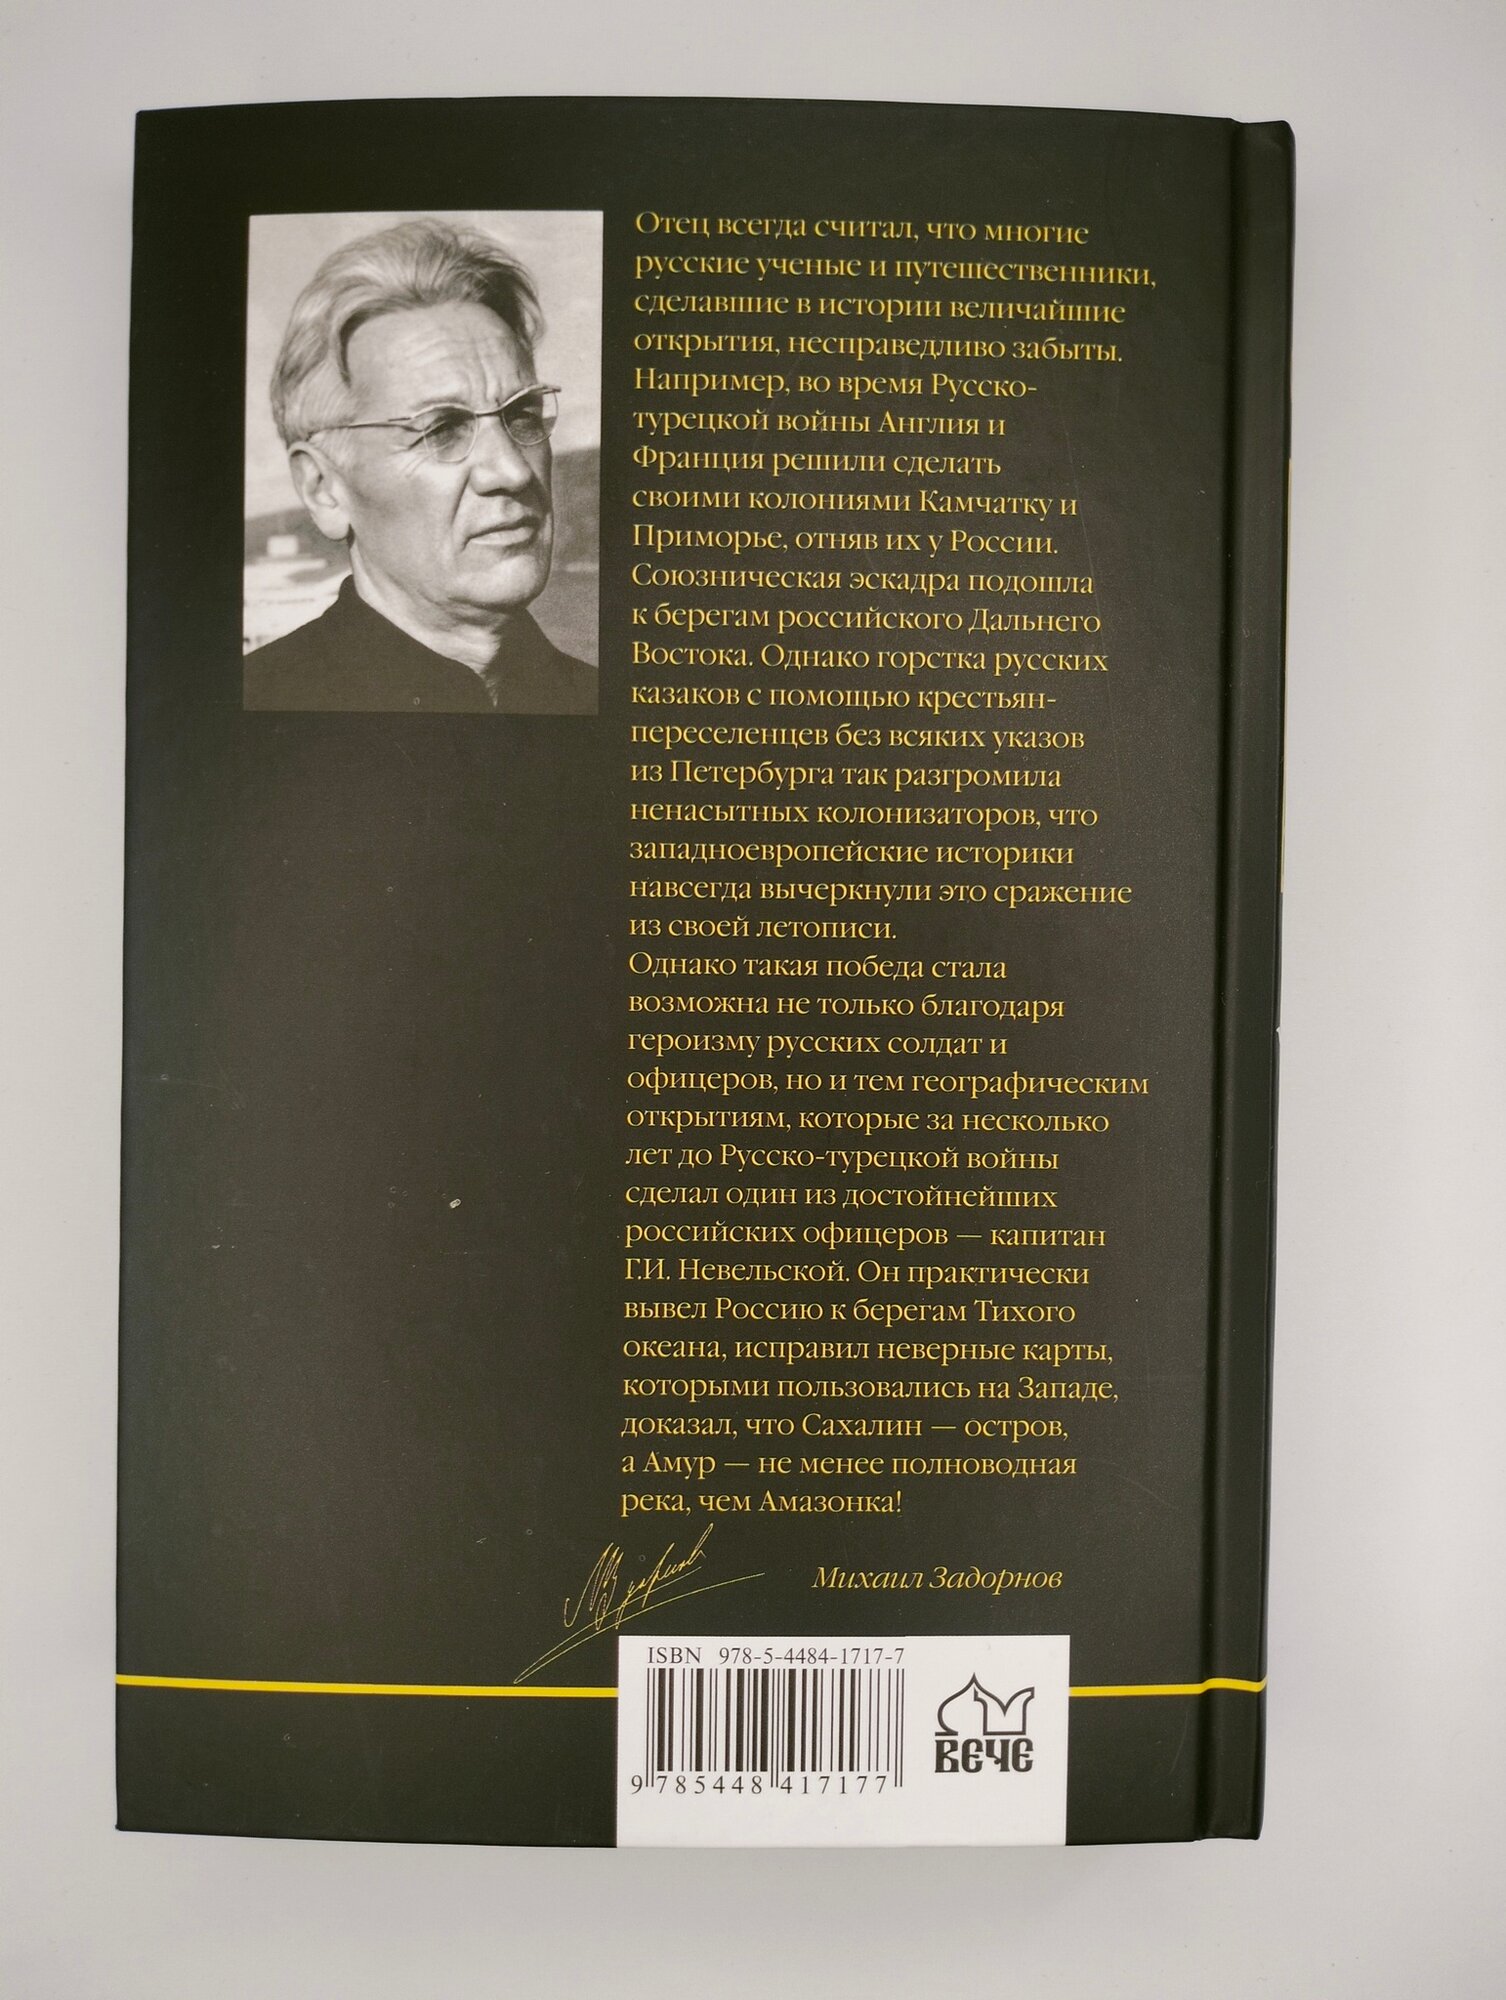 Отец всегда считал, что многие
русские ученые и путешественники,
сделавшие в истории величайшие
открытия, несправедливо забыты.
Например, во время Русско-
турецкой войны Англия и
Франция решили сделать
своими колониями Камчатку и
Приморье, отняв их у России.
Союзническая эскадра подошла
к берегам российского Дальнего
Востока. Однако горстка русских
казаков с помощью крестьян-
переселенцев без всяких указов
из Петербурга так разгромила
ненасытных колонизаторов, что
западноевропейские историки
навсегда вычеркнули это сражение
из своей летописи.
Однако такая победа стала
возможна не только благодаря
героизму русских солдат и
офицеров, но и тем географическим
открытиям, которые за несколько
лет до Русско-турецкой войны
сделал один из достойнейших
российских офицеров — капитан
Г.И. Невельской. Он практически
вывел Россию к берегам Тихого
океана, исправил неверные карты,
которыми пользовались на Западе,
доказал, что Сахалин — остров,
а Амур — не менее полноводная
река, чем Амазонка!
Михаил Задорнов
ISBN 978-5-4484-1717-7
9 785448 417177
ВЕЧЕ